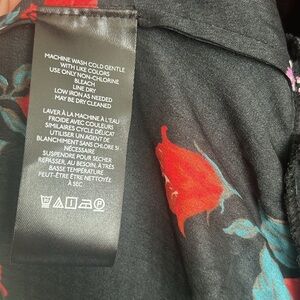 MACHINE WASH COLD GENTLE
WITH LIKE COLORS
USE ONLY NON-CHLORINE
BLEACH
LINE DRY
LOW IRON AS NEEDED
MAY BE DRY CLEANED
LAVER À LA MACHINE À L'EAU
FROIDE AVEC COULEURS
SIMILAIRES CYCLE DÉLICAT
UTILISER UN AGENT DE
BLANCHIMENT SANS CHLORE SI
NÉCESSAIRE
SUSPENDRE POUR SÉCHER
REPASSER, AU BESOIN, À TRÈS
BASSE TEMPÉRATURE
PEUT-ÊTRE ÊTRE NETTOYÉE
À SEC